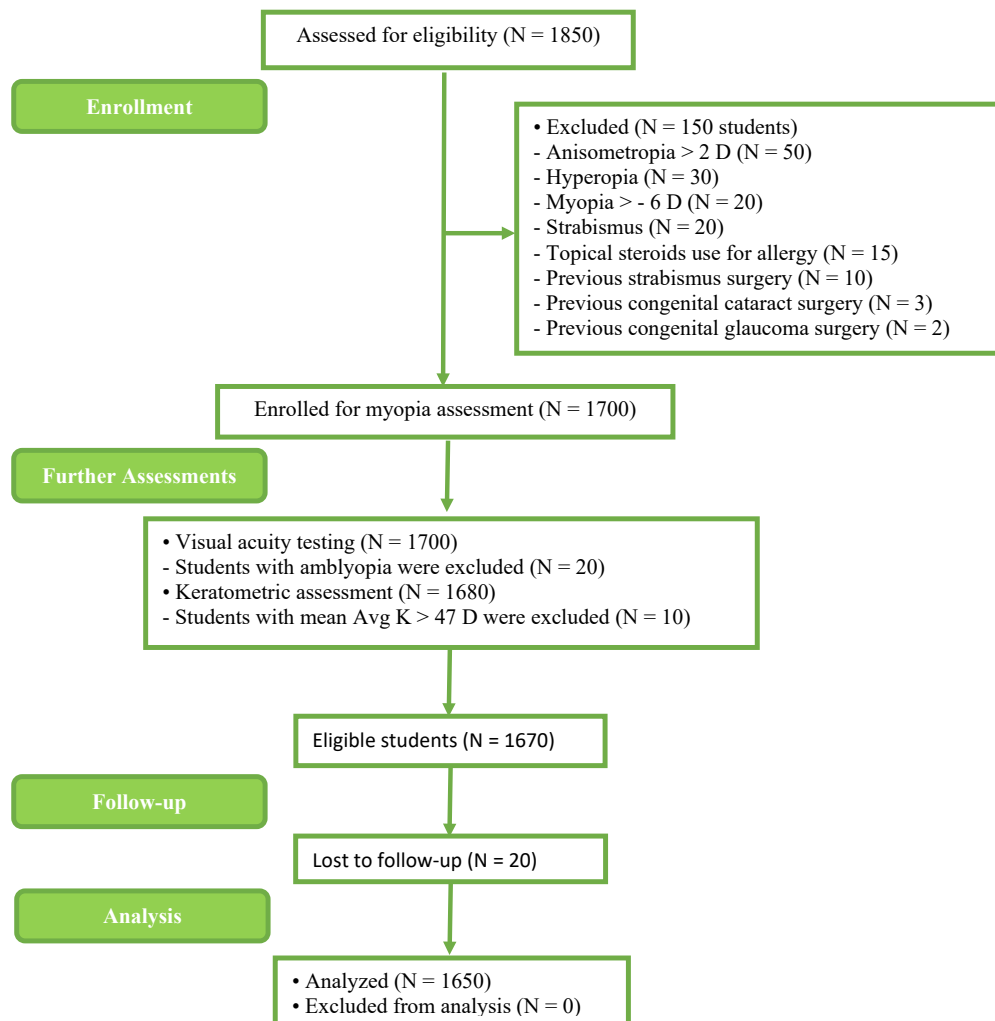 Assessed for eligibility (N = 1850)
Enrollment
• Excluded (N = 150 students)
- Anisometropia > 2 D (N = 50)
- Hyperopia (N = 30)
- Myopia > - 6 D (N = 20)
- Strabismus (N = 20)
- Topical steroids use for allergy (N = 15)
- Previous strabismus surgery (N = 10)
- Previous congenital cataract surgery (N = 3)
- Previous congenital glaucoma surgery (N = 2)
Enrolled for myopia assessment (N = 1700)
Further Assessments
• Visual acuity testing (N = 1700)
- Students with amblyopia were excluded (N = 20)
• Keratometric assessment (N = 1680)
- Students with mean Avg K > 47 D were excluded (N = 10)
Eligible students (N = 1670)
Follow-up
Lost to follow-up (N = 20)
Analysis
• Analyzed (N = 1650)
• Excluded from analysis (N = 0)